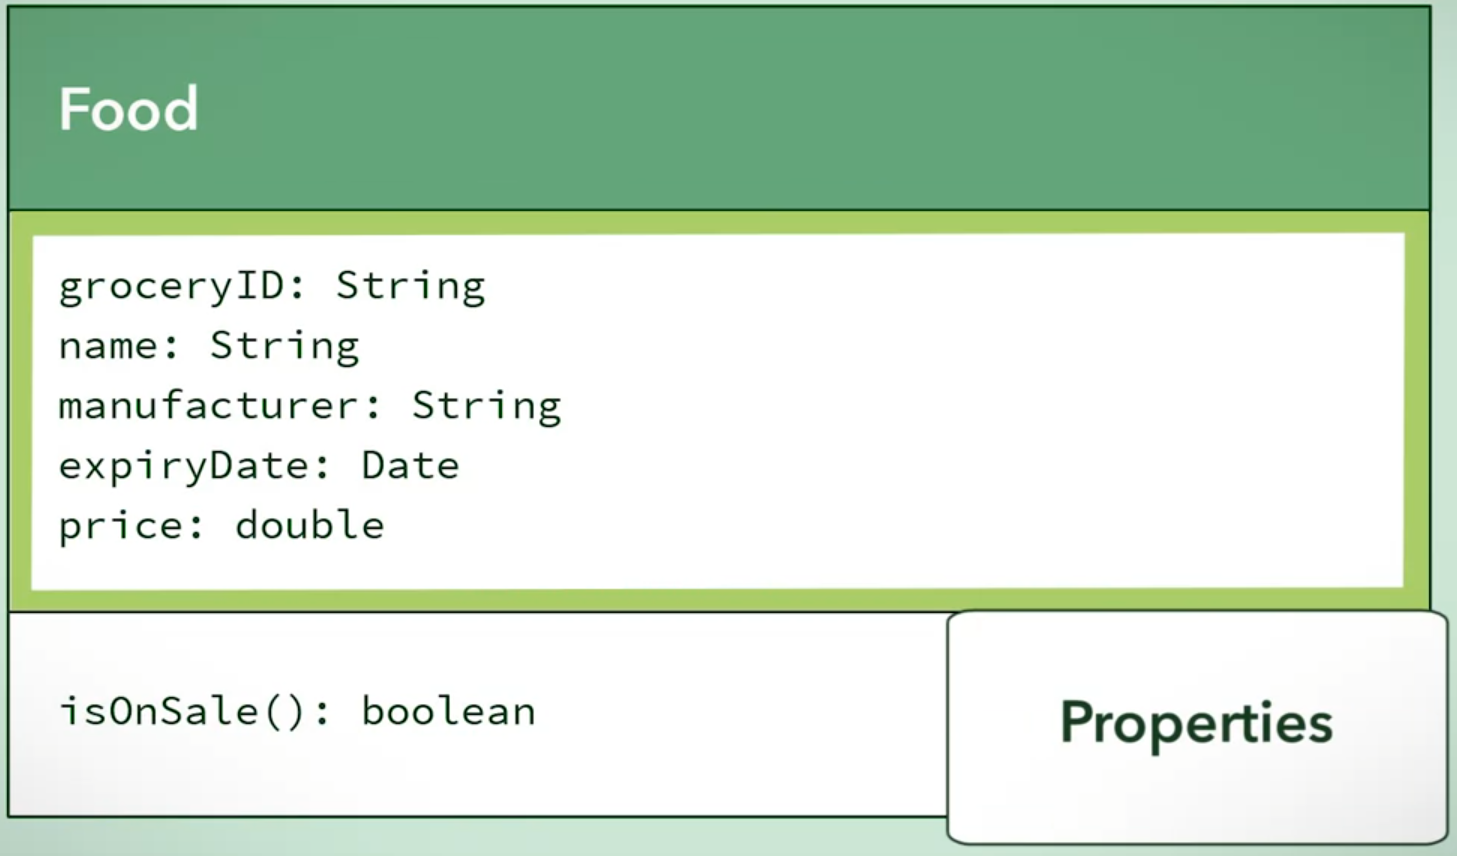 Food
groceryID: String
name: String
manufacturer: String
expiryDate: Date
price: double
isOnSale(): boolean
Properties